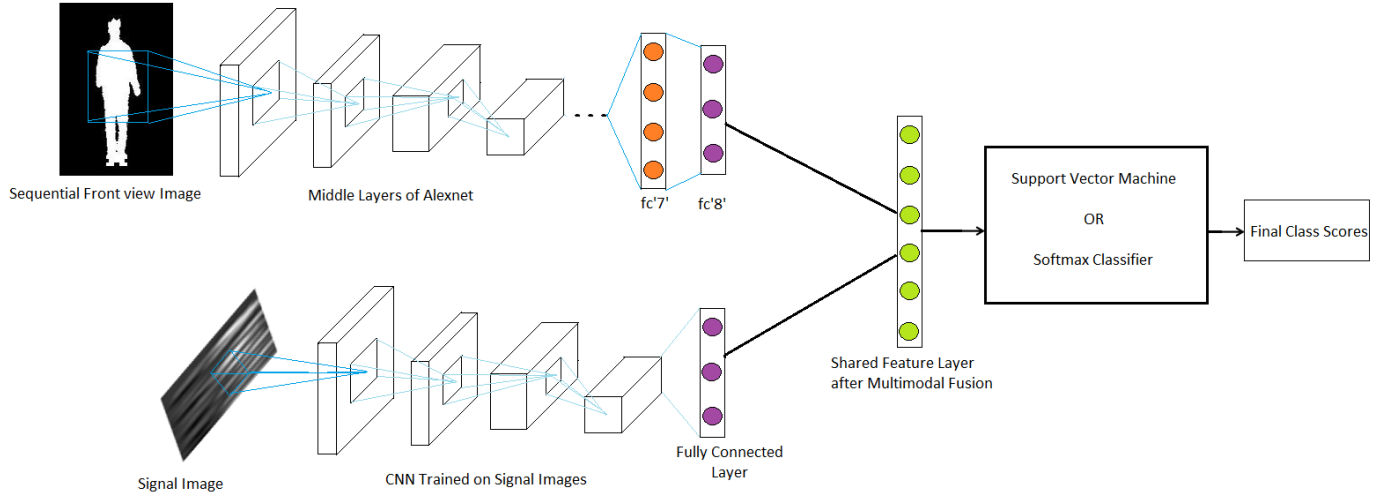 Sequential Front view Image
Middle Layers of Alexnet
fc'7'
fc'8'
Support Vector Machine
OR
Softmax Classifier
Final Class Scores
Shared Feature Layer
after Multimodal Fusion
Signal Image
CNN Trained on Signal Images
Fully Connected
Layer